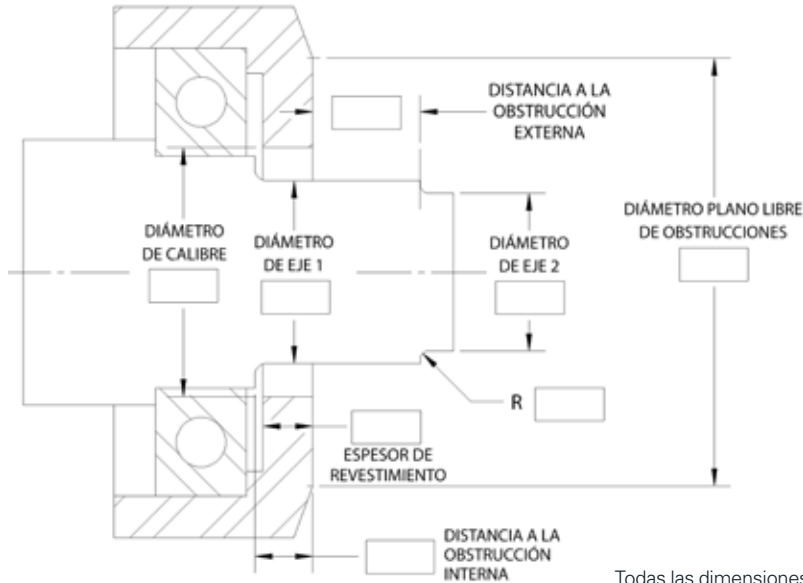 DISTANCIA A LA
OBSTRUCCIÓN
EXTERNA
DIÁMETRO PLANO LIBRE
DE OBSTRUCCIONES
DIÁMETRO
DE CALIBRE
DIÁMETRO
DE EJE 1
DIÁMETRO
DE EJE 2
R
ESPESOR DE
REVESTIMIENTO
DISTANCIA A LA
OBSTRUCCIÓN
INTERNA
Todas las dimensiones